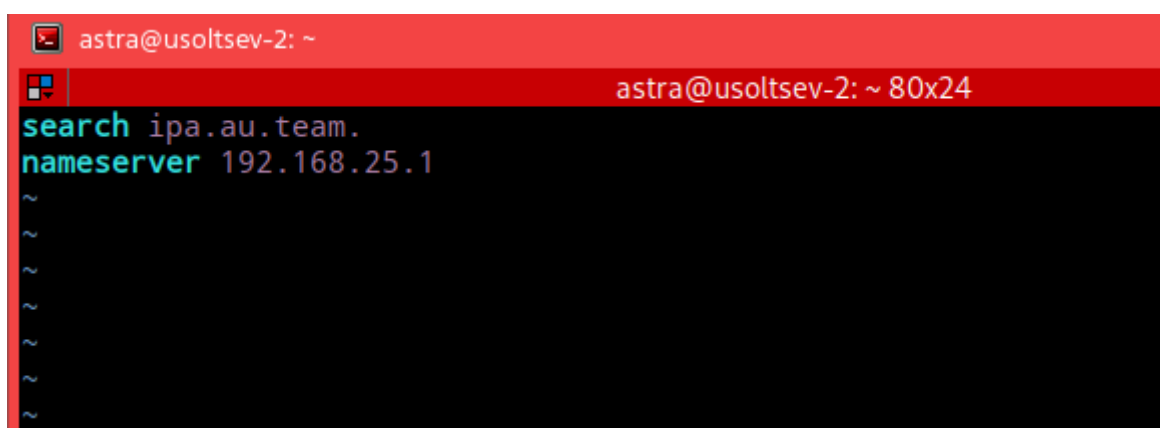 astra@usoltsev-2: ~
astra@usoltsev-2: ~ 80x24
search ipa.au.team.
nameserver 192.168.25.1
~
~
~
~
~
~
~